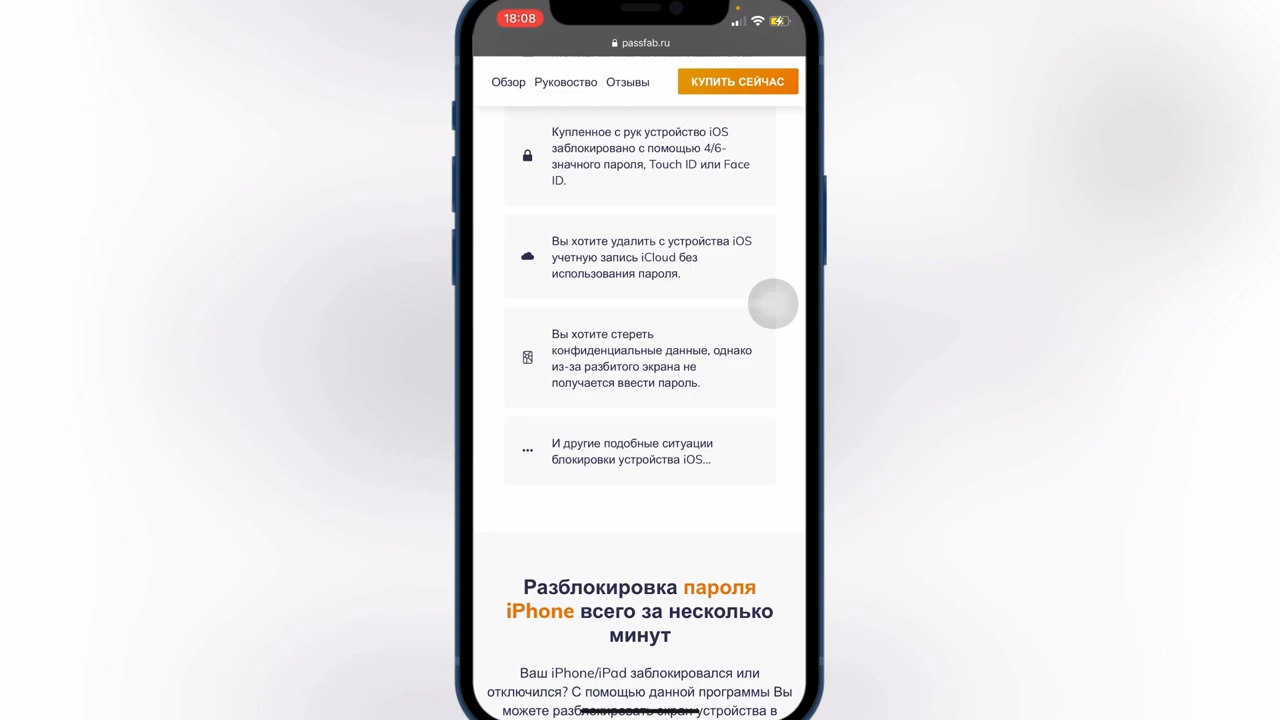 18:08
passfab.ru
Обзор Руковоство Отзывы КУПИТЬ СЕЙЧАС
Купленное с рук устройство iOS
заблокировано с помощью 4/6-
значного пароля, Touch ID или Face
ID.
Вы хотите удалить с устройства iOS
учетную запись iCloud без
использования пароля.
Вы хотите стереть
конфиденциальные данные, однако
из-за разбитого экрана не
получается ввести пароль.
И другие подобные ситуации
блокировки устройства iOS...
Разблокировка пароля
iPhone всего за несколько
минут
Ваш iPhone/iPad заблокировался или
отключился? С помощью данной программы Вы
можете разблокировать экран устройства в